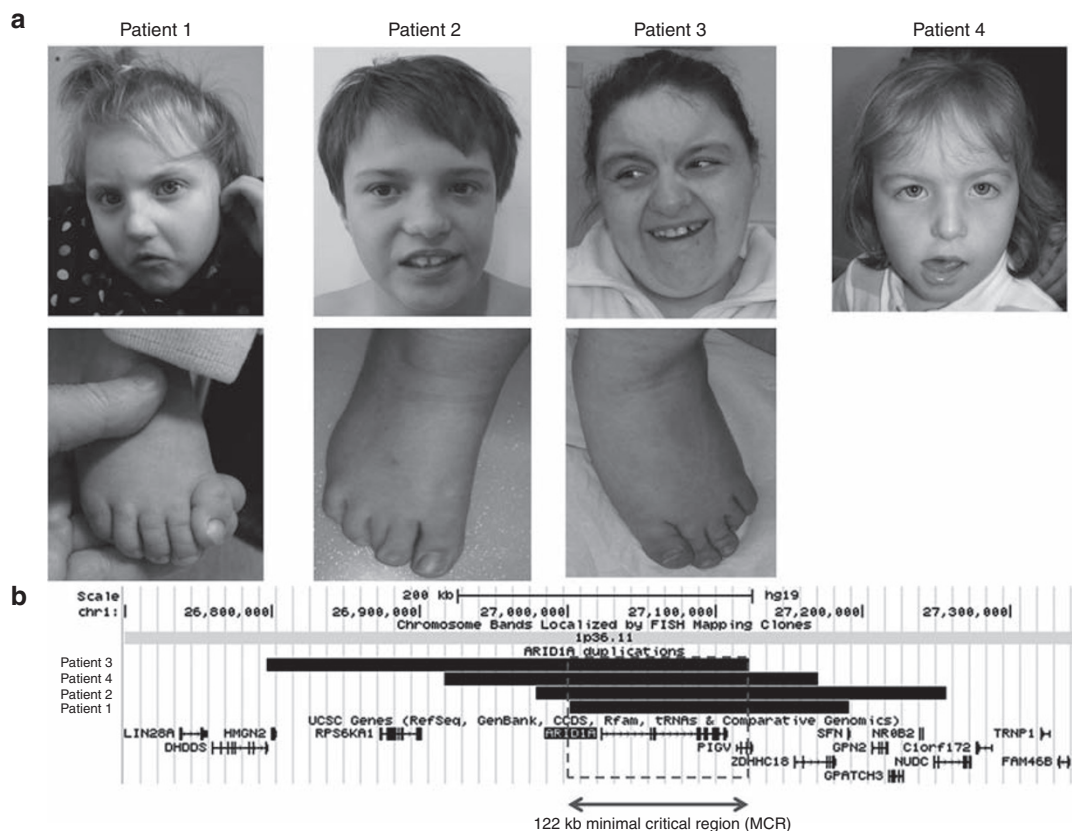 a
Patient 1 Patient 2 Patient 3 Patient 4
b
Scale 200 kb hg19
chr1: 26,800,000 26,900,000 27,000,000 27,100,000 27,200,000 27,300,000
Chromosome Bands Localized by FISH Mapping Clones
1p36.11
ARID1A duplications
Patient 3
Patient 4
Patient 2
Patient 1
UCSC Genes (RefSeq, GenBank, CCDS, Rfam, tRNAs & Comparative Genomics)
LIN28A HMGN2 RPS6KA1 ARID1A SFN NR0B2 TRNP1
DHDDS PIGV GPN2 C1orf172
ZDHHC18 NUDC FAM46B
GPATCH3
122 kb minimal critical region (MCR)